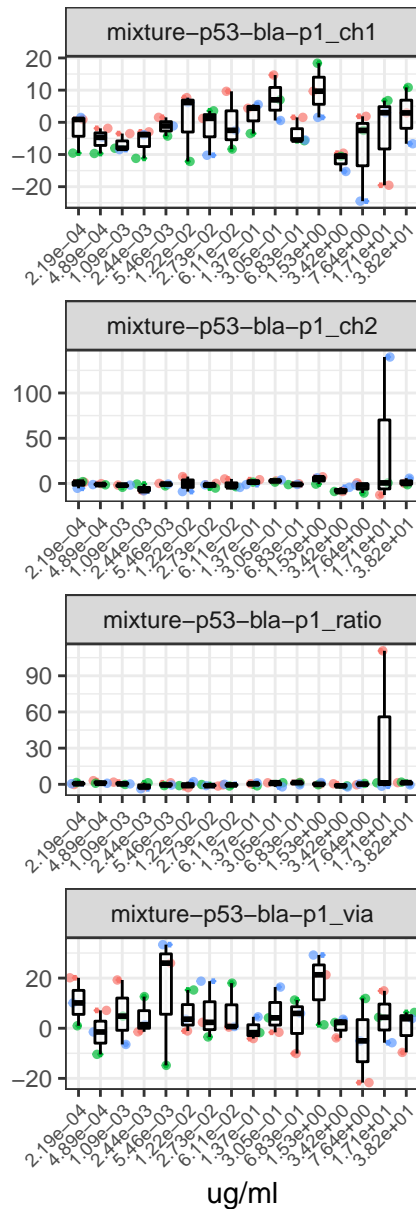 mixture−p53−bla−p1_ch1
20
10
0
−10
−20
2.19e−04
4.89e−04
1.09e−03
2.44e−03
5.46e−03
1.22e−02
2.73e−02
6.11e−02
1.37e−01
3.05e−01
6.83e−01
1.53e+00
3.42e+00
7.64e+00
1.71e+01
3.82e+01
mixture−p53−bla−p1_ch2
100
50
0
2.19e−04
4.89e−04
1.09e−03
2.44e−03
5.46e−03
1.22e−02
2.73e−02
6.11e−02
1.37e−01
3.05e−01
6.83e−01
1.53e+00
3.42e+00
7.64e+00
1.71e+01
3.82e+01
mixture−p53−bla−p1_ratio
90
60
30
0
2.19e−04
4.89e−04
1.09e−03
2.44e−03
5.46e−03
1.22e−02
2.73e−02
6.11e−02
1.37e−01
3.05e−01
6.83e−01
1.53e+00
3.42e+00
7.64e+00
1.71e+01
3.82e+01
mixture−p53−bla−p1_via
20
0
−20
2.19e−04
4.89e−04
1.09e−03
2.44e−03
5.46e−03
1.22e−02
2.73e−02
6.11e−02
1.37e−01
3.05e−01
6.83e−01
1.53e+00
3.42e+00
7.64e+00
1.71e+01
3.82e+01
ug/ml